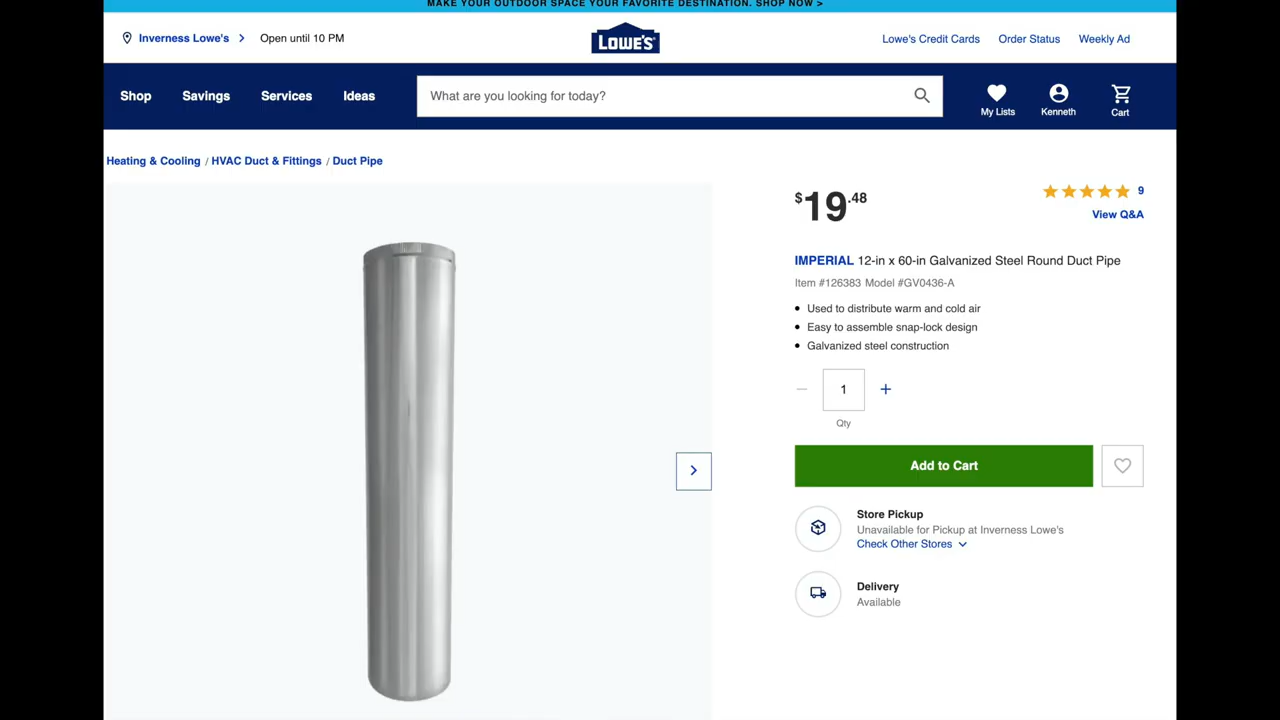 MAKE YOUR OUTDOOR SPACE YOUR FAVORITE DESTINATION. SHOP NOW >
Inverness Lowe's > Open until 10 PM
LOWE'S
Lowe's Credit Cards Order Status Weekly Ad
Shop Savings Services Ideas
What are you looking for today?
My Lists Kenneth Cart
Heating & Cooling / HVAC Duct & Fittings / Duct Pipe
$19.48
9
View Q&A
IMPERIAL 12-in x 60-in Galvanized Steel Round Duct Pipe
Item #126383 Model #GV0436-A
Used to distribute warm and cold air
Easy to assemble snap-lock design
Galvanized steel construction
1
Qty
Add to Cart
Store Pickup
Unavailable for Pickup at Inverness Lowe's
Check Other Stores
Delivery
Available